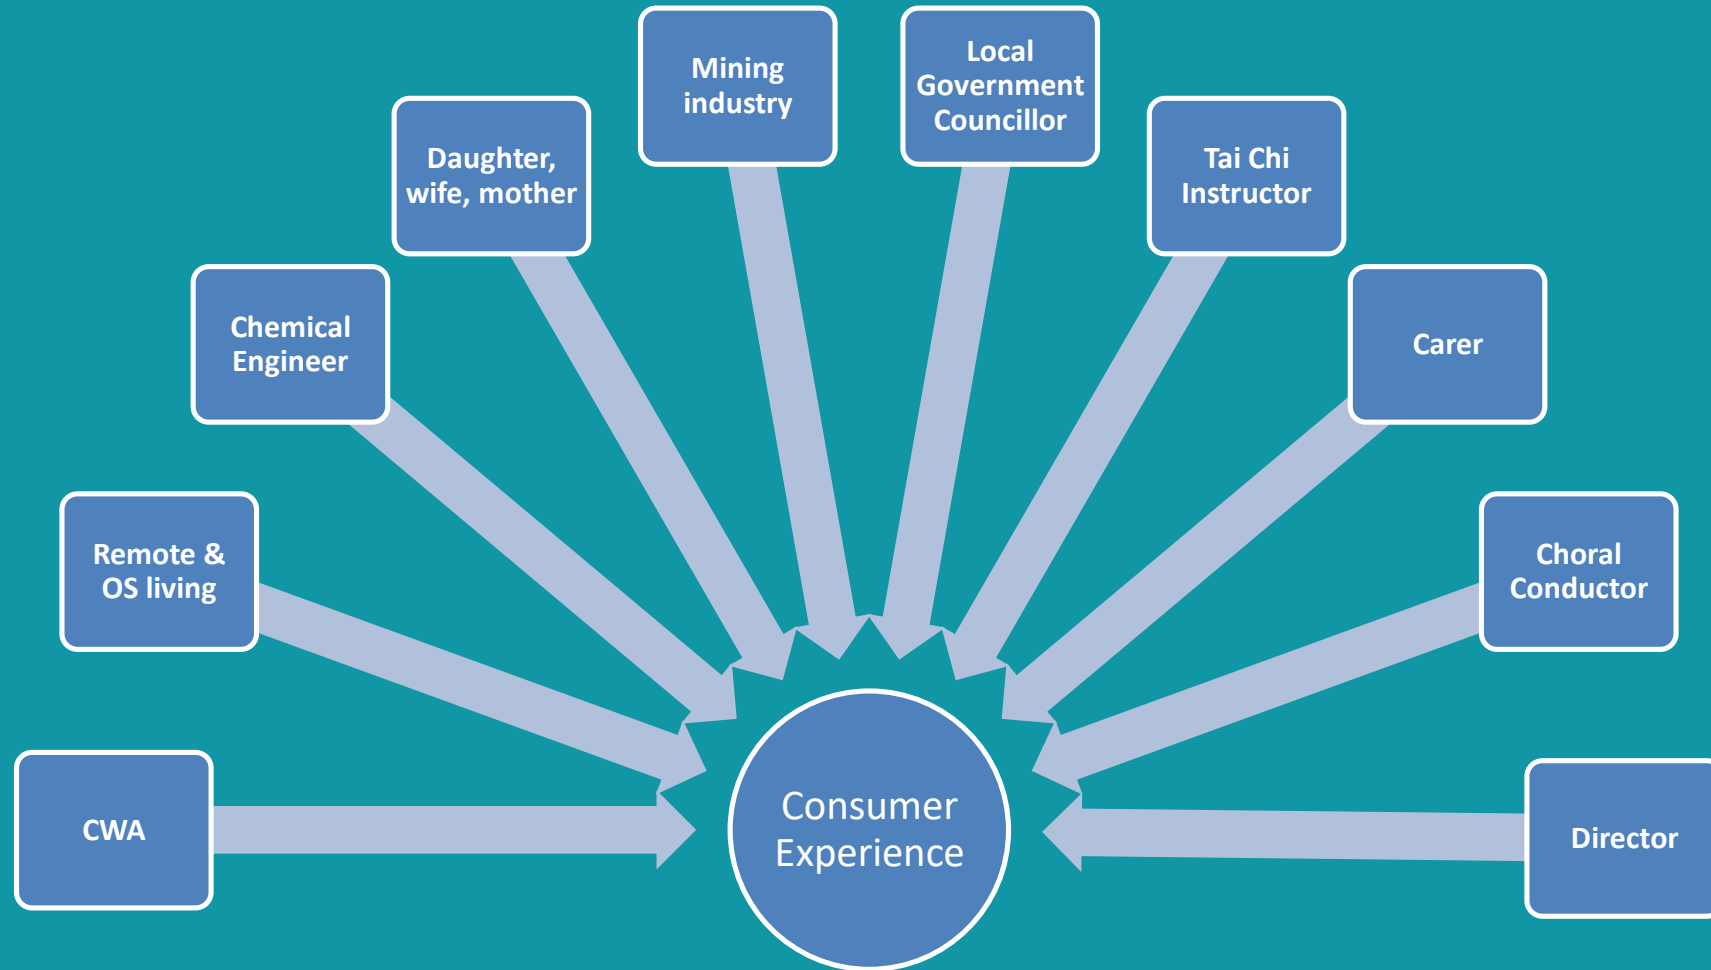 CWA
Remote &
OS living
Chemical
Engineer
Daughter,
wife, mother
Mining
industry
Local
Government
Councillor
Tai Chi
Instructor
Carer
Choral
Conductor
Director
Consumer
Experience